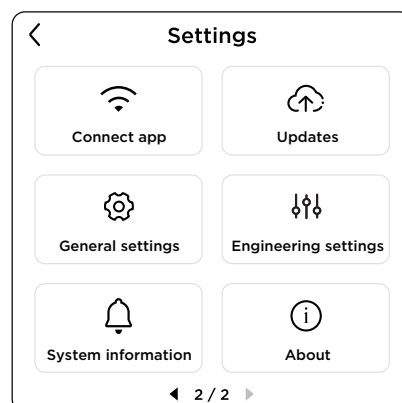 Settings
Connect app
Updates
General settings
Engineering settings
System information
i
About
2 / 2